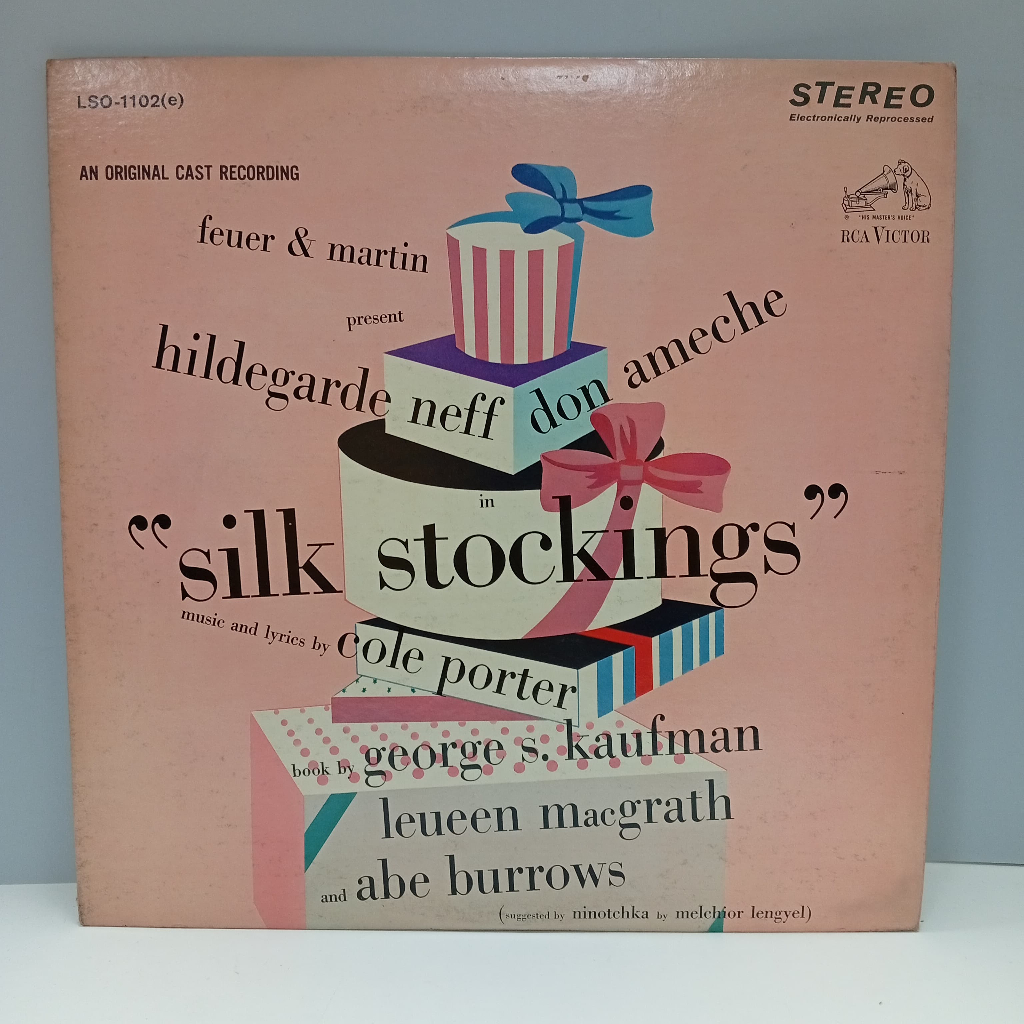 LSO-1102(e)
STEREO
Electronically Reprocessed
AN ORIGINAL CAST RECORDING
"HIS MASTER'S VOICE"
RCA VICTOR
feuer & martin
present
hildegarde neff don ameche
in
"silk stockings"
music and lyrics by cole porter
book by george s. kaufman
leueen macgrath
and abe burrows
(suggested by ninotchka by melchior lengyel)